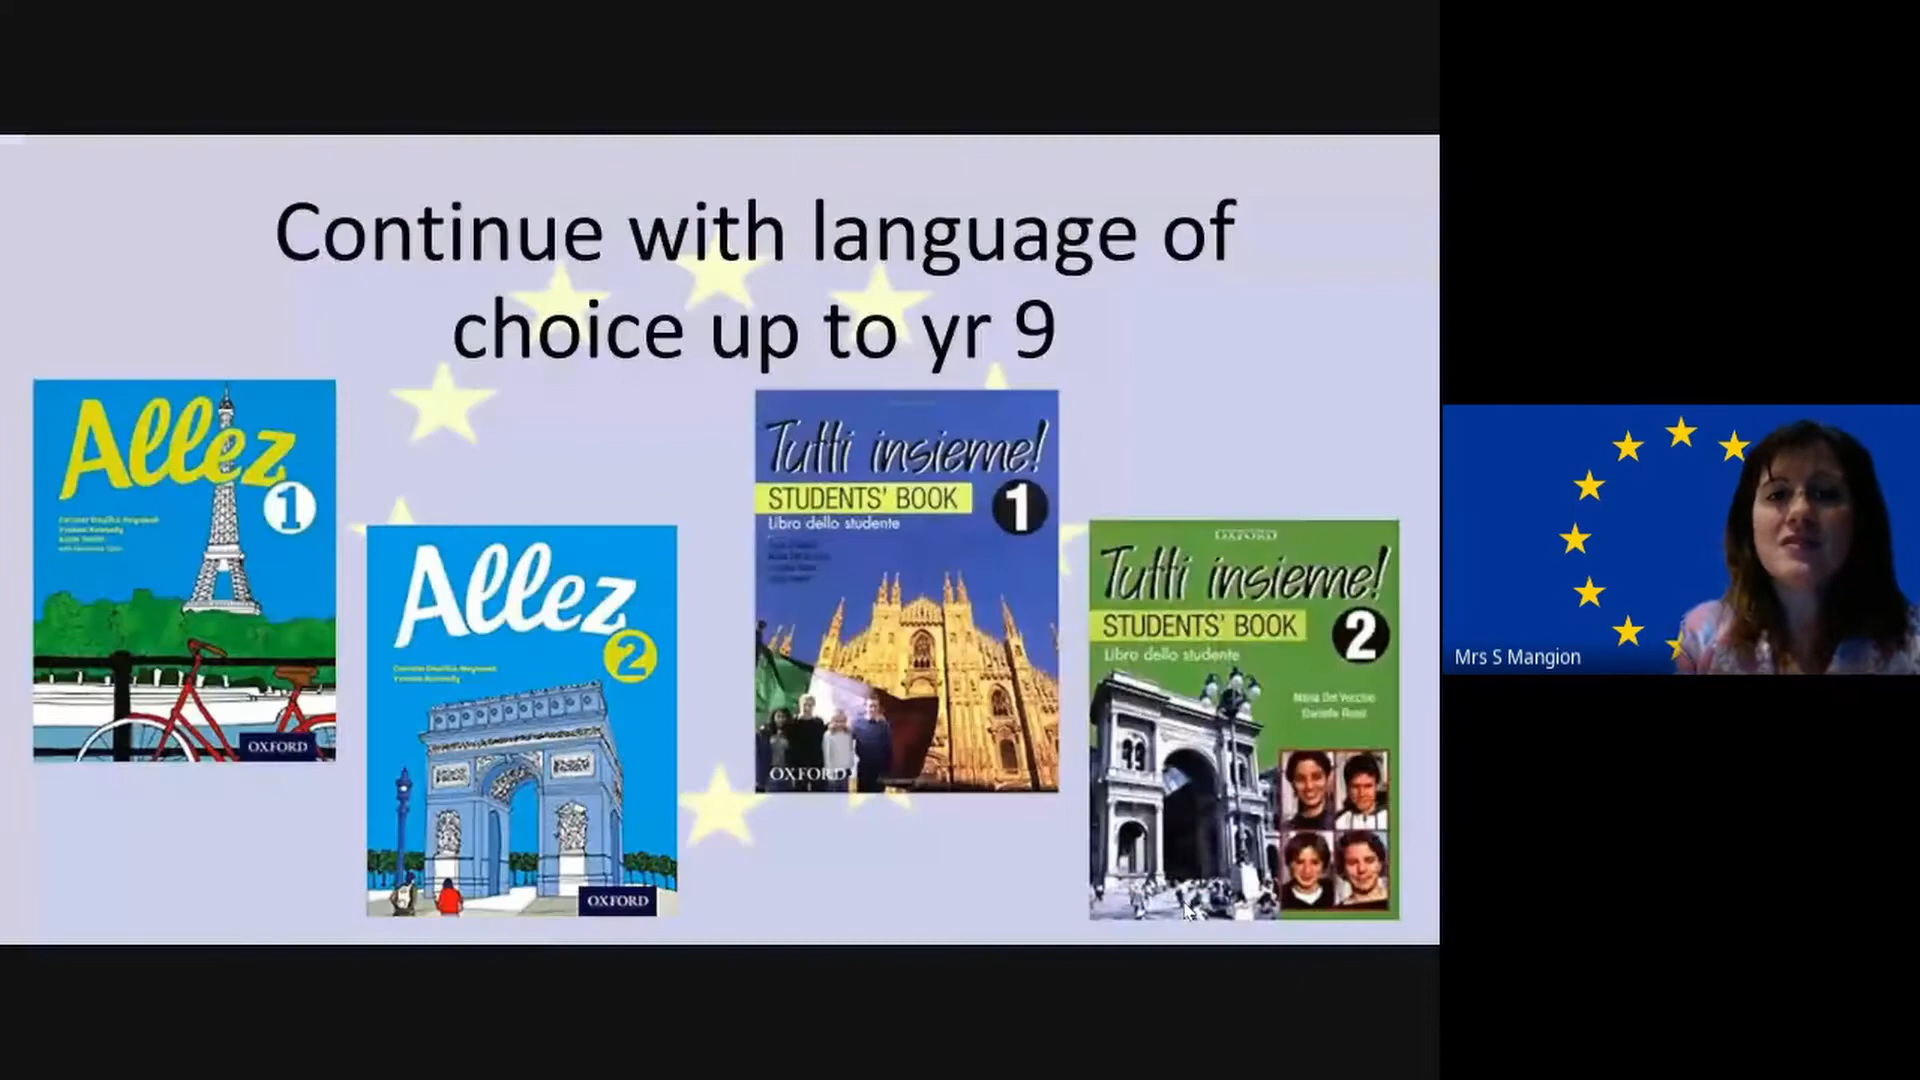 Continue with language of
choice up to yr 9
Allez
1
OXFORD
Allez
2
OXFORD
Tutti insieme!
STUDENTS' BOOK
1
Libro dello studente
OXFORD
OXFORD
Tutti insieme!
STUDENTS' BOOK
2
Libro dello studente
Mrs S Mangion